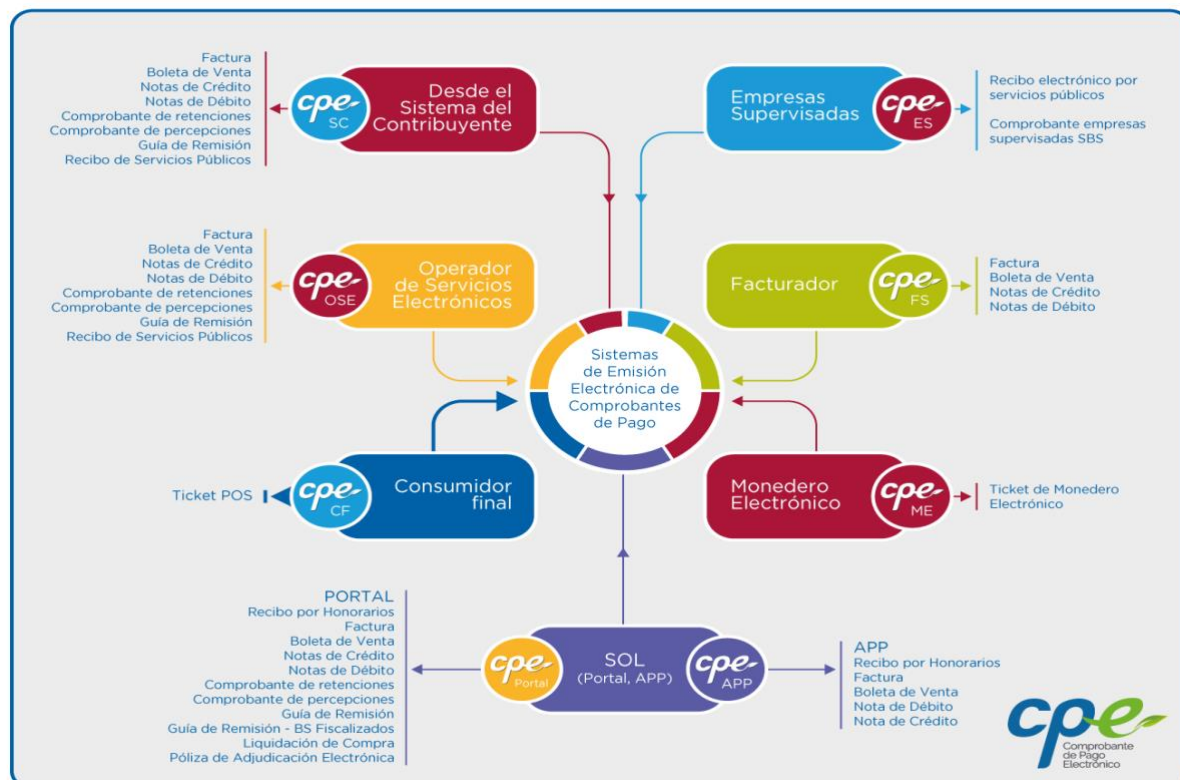 Factura
Boleta de Venta
Notas de Crédito
Notas de Débito
Comprobante de retenciones
Comprobante de percepciones
Guía de Remisión
Recibo de Servicios Públicos
cpe
SC
Desde el
Sistema del
Contribuyente
Empresas
Supervisadas
cpe
ES
Recibo electrónico por
servicios públicos
Comprobante empresas
supervisadas SBS
Factura
Boleta de Venta
Notas de Crédito
Notas de Débito
Comprobante de retenciones
Comprobante de percepciones
Guía de Remisión
Recibo de Servicios Públicos
cpe
OSE
Operador
de Servicios
Electrónicos
Facturador
cpe
FS
Factura
Boleta de Venta
Notas de Crédito
Notas de Débito
Sistemas
de Emisión
Electrónica de
Comprobantes
de Pago
Ticket POS
cpe
CF
Consumidor
final
Monedero
Electrónico
cpe
ME
Ticket de Monedero
Electrónico
PORTAL
Recibo por Honorarios
Factura
Boleta de Venta
Notas de Crédito
Notas de Débito
Comprobante de retenciones
Comprobante de percepciones
Guía de Remisión
Guía de Remisión - BS Fiscalizados
Liquidación de Compra
Póliza de Adjudicación Electrónica
cpe
Portal
SOL
(Portal, APP)
cpe
APP
APP
Recibo por Honorarios
Factura
Boleta de Venta
Nota de Débito
Nota de Crédito
cpe
Comprobante
de Pago
Electrónico